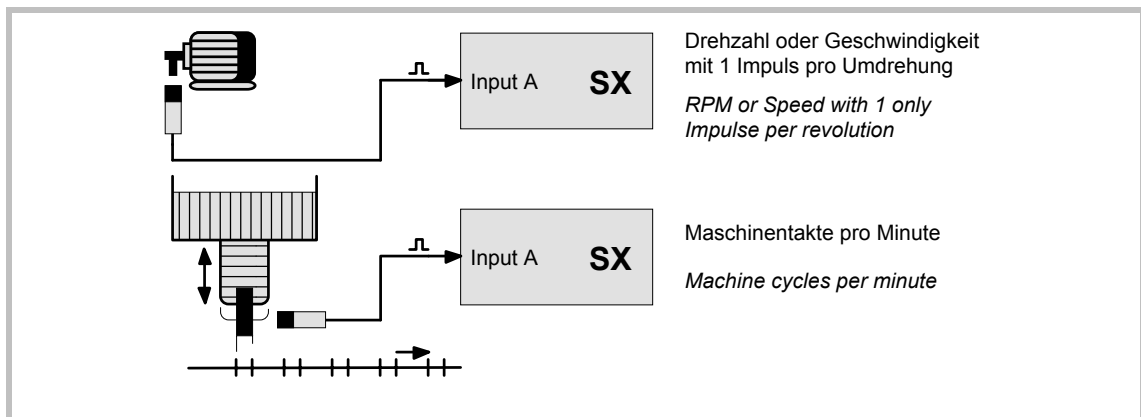 Input A SX
Drehzahl oder Geschwindigkeit
mit 1 Impuls pro Umdrehung
RPM or Speed with 1 only
Impulse per revolution
Input A SX
Maschinentakte pro Minute
Machine cycles per minute